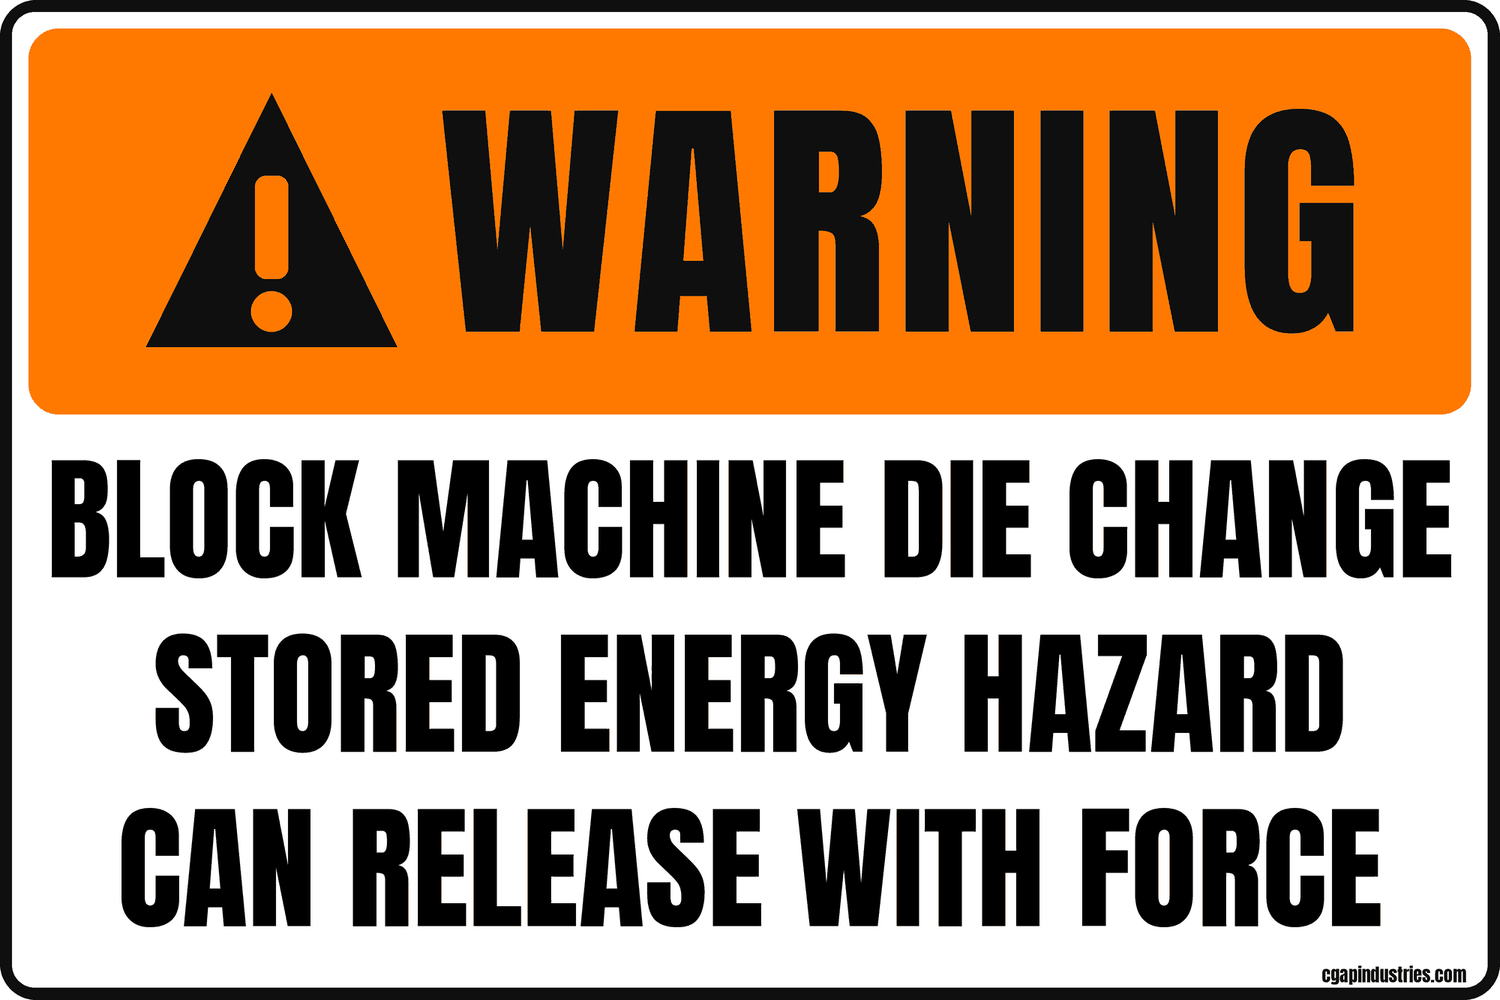 WARNING
BLOCK MACHINE DIE CHANGE
STORED ENERGY HAZARD
CAN RELEASE WITH FORCE
cgapindustries.com